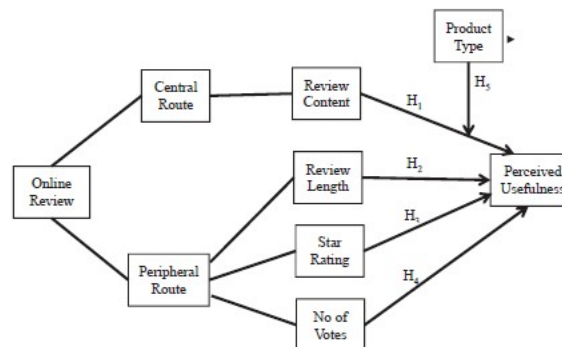 Product
Type
Central
Route
Review
Content
H5
H1
Online
Review
Review
Length
H2
Perceived
Usefulness
Star
Rating
H3
Peripheral
Route
H4
No of
Votes